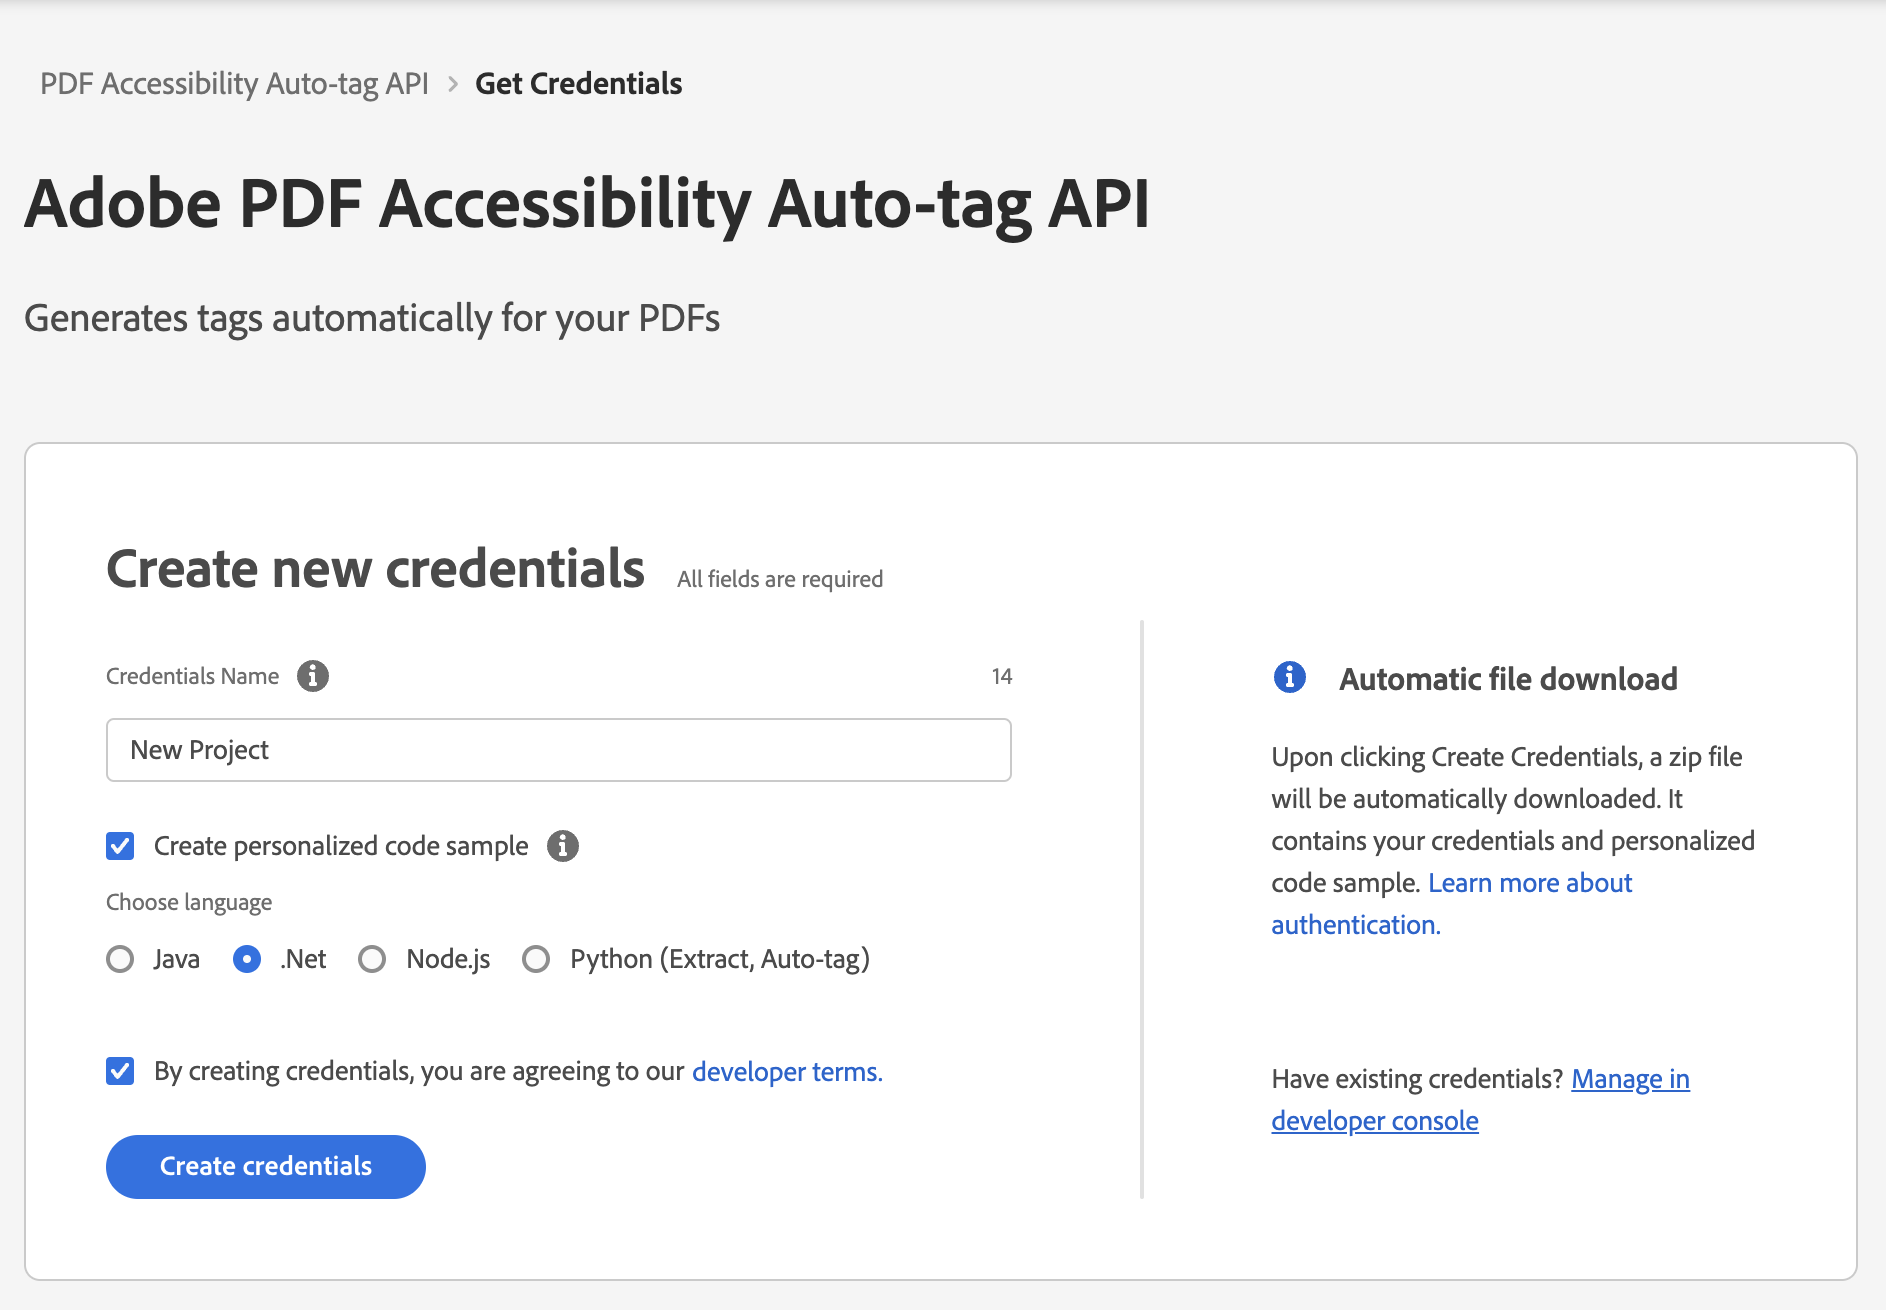 PDF Accessibility Auto-tag API > Get Credentials
Adobe PDF Accessibility Auto-tag API
Generates tags automatically for your PDFs
Create new credentials All fields are required
Credentials Name 14
New Project
Create personalized code sample
Choose language
Java .Net Node.js Python (Extract, Auto-tag)
By creating credentials, you are agreeing to our developer terms.
Create credentials
Automatic file download
Upon clicking Create Credentials, a zip file
will be automatically downloaded. It
contains your credentials and personalized
code sample. Learn more about
authentication.
Have existing credentials? Manage in
developer console